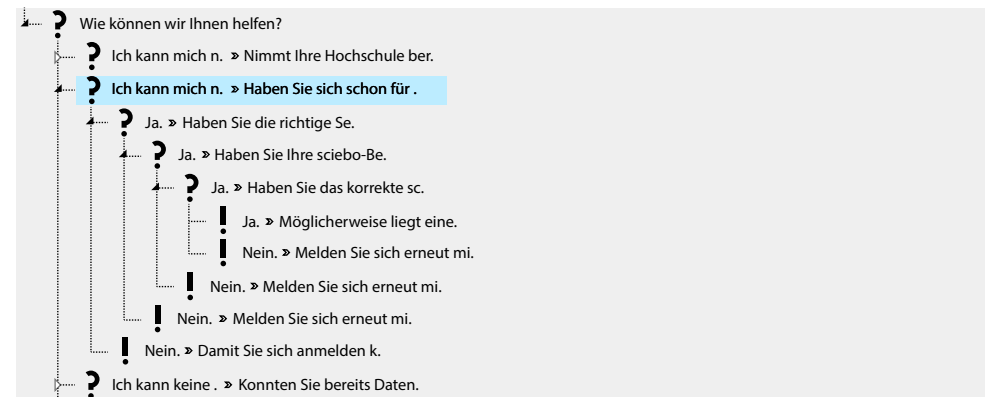 ? Wie können wir Ihnen helfen?
? Ich kann mich n. » Nimmt Ihre Hochschule ber.
? Ich kann mich n. » Haben Sie sich schon für .
? Ja. » Haben Sie die richtige Se.
? Ja. » Haben Sie Ihre sciebo-Be.
? Ja. » Haben Sie das korrekte sc.
! Ja. » Möglicherweise liegt eine.
! Nein. » Melden Sie sich erneut mi.
! Nein. » Melden Sie sich erneut mi.
! Nein. » Melden Sie sich erneut mi.
! Nein. » Damit Sie sich anmelden k.
? Ich kann keine . » Konnten Sie bereits Daten.